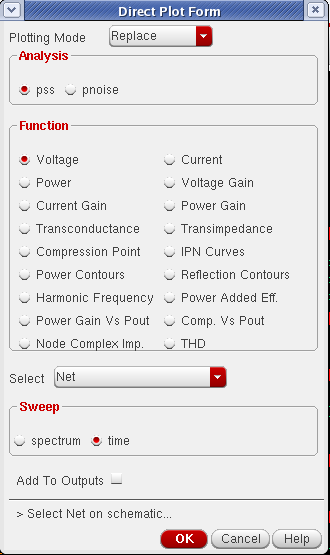 Direct Plot Form
Plotting Mode Replace
Analysis
pss pnoise
Function
Voltage Current
Power Voltage Gain
Current Gain Power Gain
Transconductance Transimpedance
Compression Point IPN Curves
Power Contours Reflection Contours
Harmonic Frequency Power Added Eff.
Power Gain Vs Pout Comp. Vs Pout
Node Complex Imp. THD
Select Net
Sweep
spectrum time
Add To Outputs
> Select Net on schematic...
OK Cancel Help